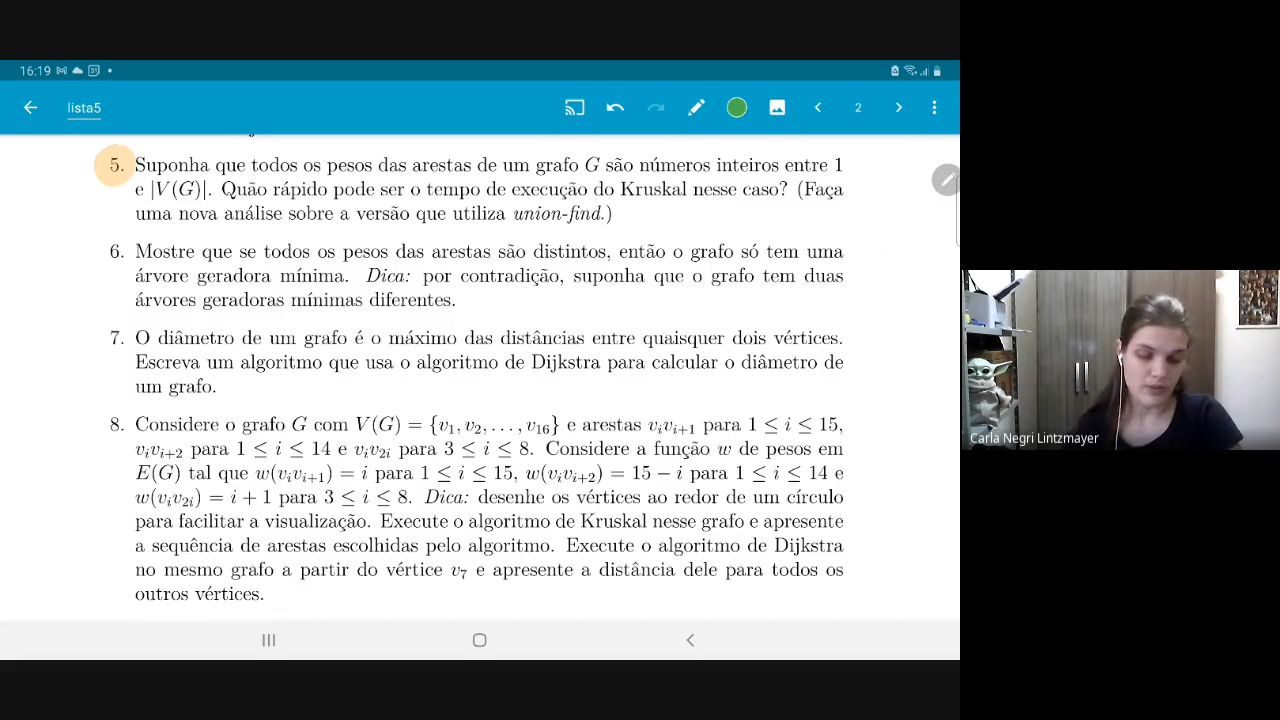 16:19
31
lista5
2
5. Suponha que todos os pesos das arestas de um grafo G são números inteiros entre 1
e |V(G)|. Quão rápido pode ser o tempo de execução do Kruskal nesse caso? (Faça
uma nova análise sobre a versão que utiliza union-find.)
6. Mostre que se todos os pesos das arestas são distintos, então o grafo só tem uma
árvore geradora mínima. Dica: por contradição, suponha que o grafo tem duas
árvores geradoras mínimas diferentes.
7. O diâmetro de um grafo é o máximo das distâncias entre quaisquer dois vértices.
Escreva um algoritmo que usa o algoritmo de Dijkstra para calcular o diâmetro de
um grafo.
8. Considere o grafo G com V(G) = {v₁, v₂, . . . , v₁₆} e arestas vᵢvᵢ₊₁ para 1 ≤ i ≤ 15,
vᵢvᵢ₊₂ para 1 ≤ i ≤ 14 e vᵢv₂ᵢ para 3 ≤ i ≤ 8. Considere a função w de pesos em
E(G) tal que w(vᵢvᵢ₊₁) = i para 1 ≤ i ≤ 15, w(vᵢvᵢ₊₂) = 15 − i para 1 ≤ i ≤ 14 e
w(vᵢv₂ᵢ) = i + 1 para 3 ≤ i ≤ 8. Dica: desenhe os vértices ao redor de um círculo
para facilitar a visualização. Execute o algoritmo de Kruskal nesse grafo e apresente
a sequência de arestas escolhidas pelo algoritmo. Execute o algoritmo de Dijkstra
no mesmo grafo a partir do vértice v₇ e apresente a distância dele para todos os
outros vértices.
Carla Negri Lintzmayer